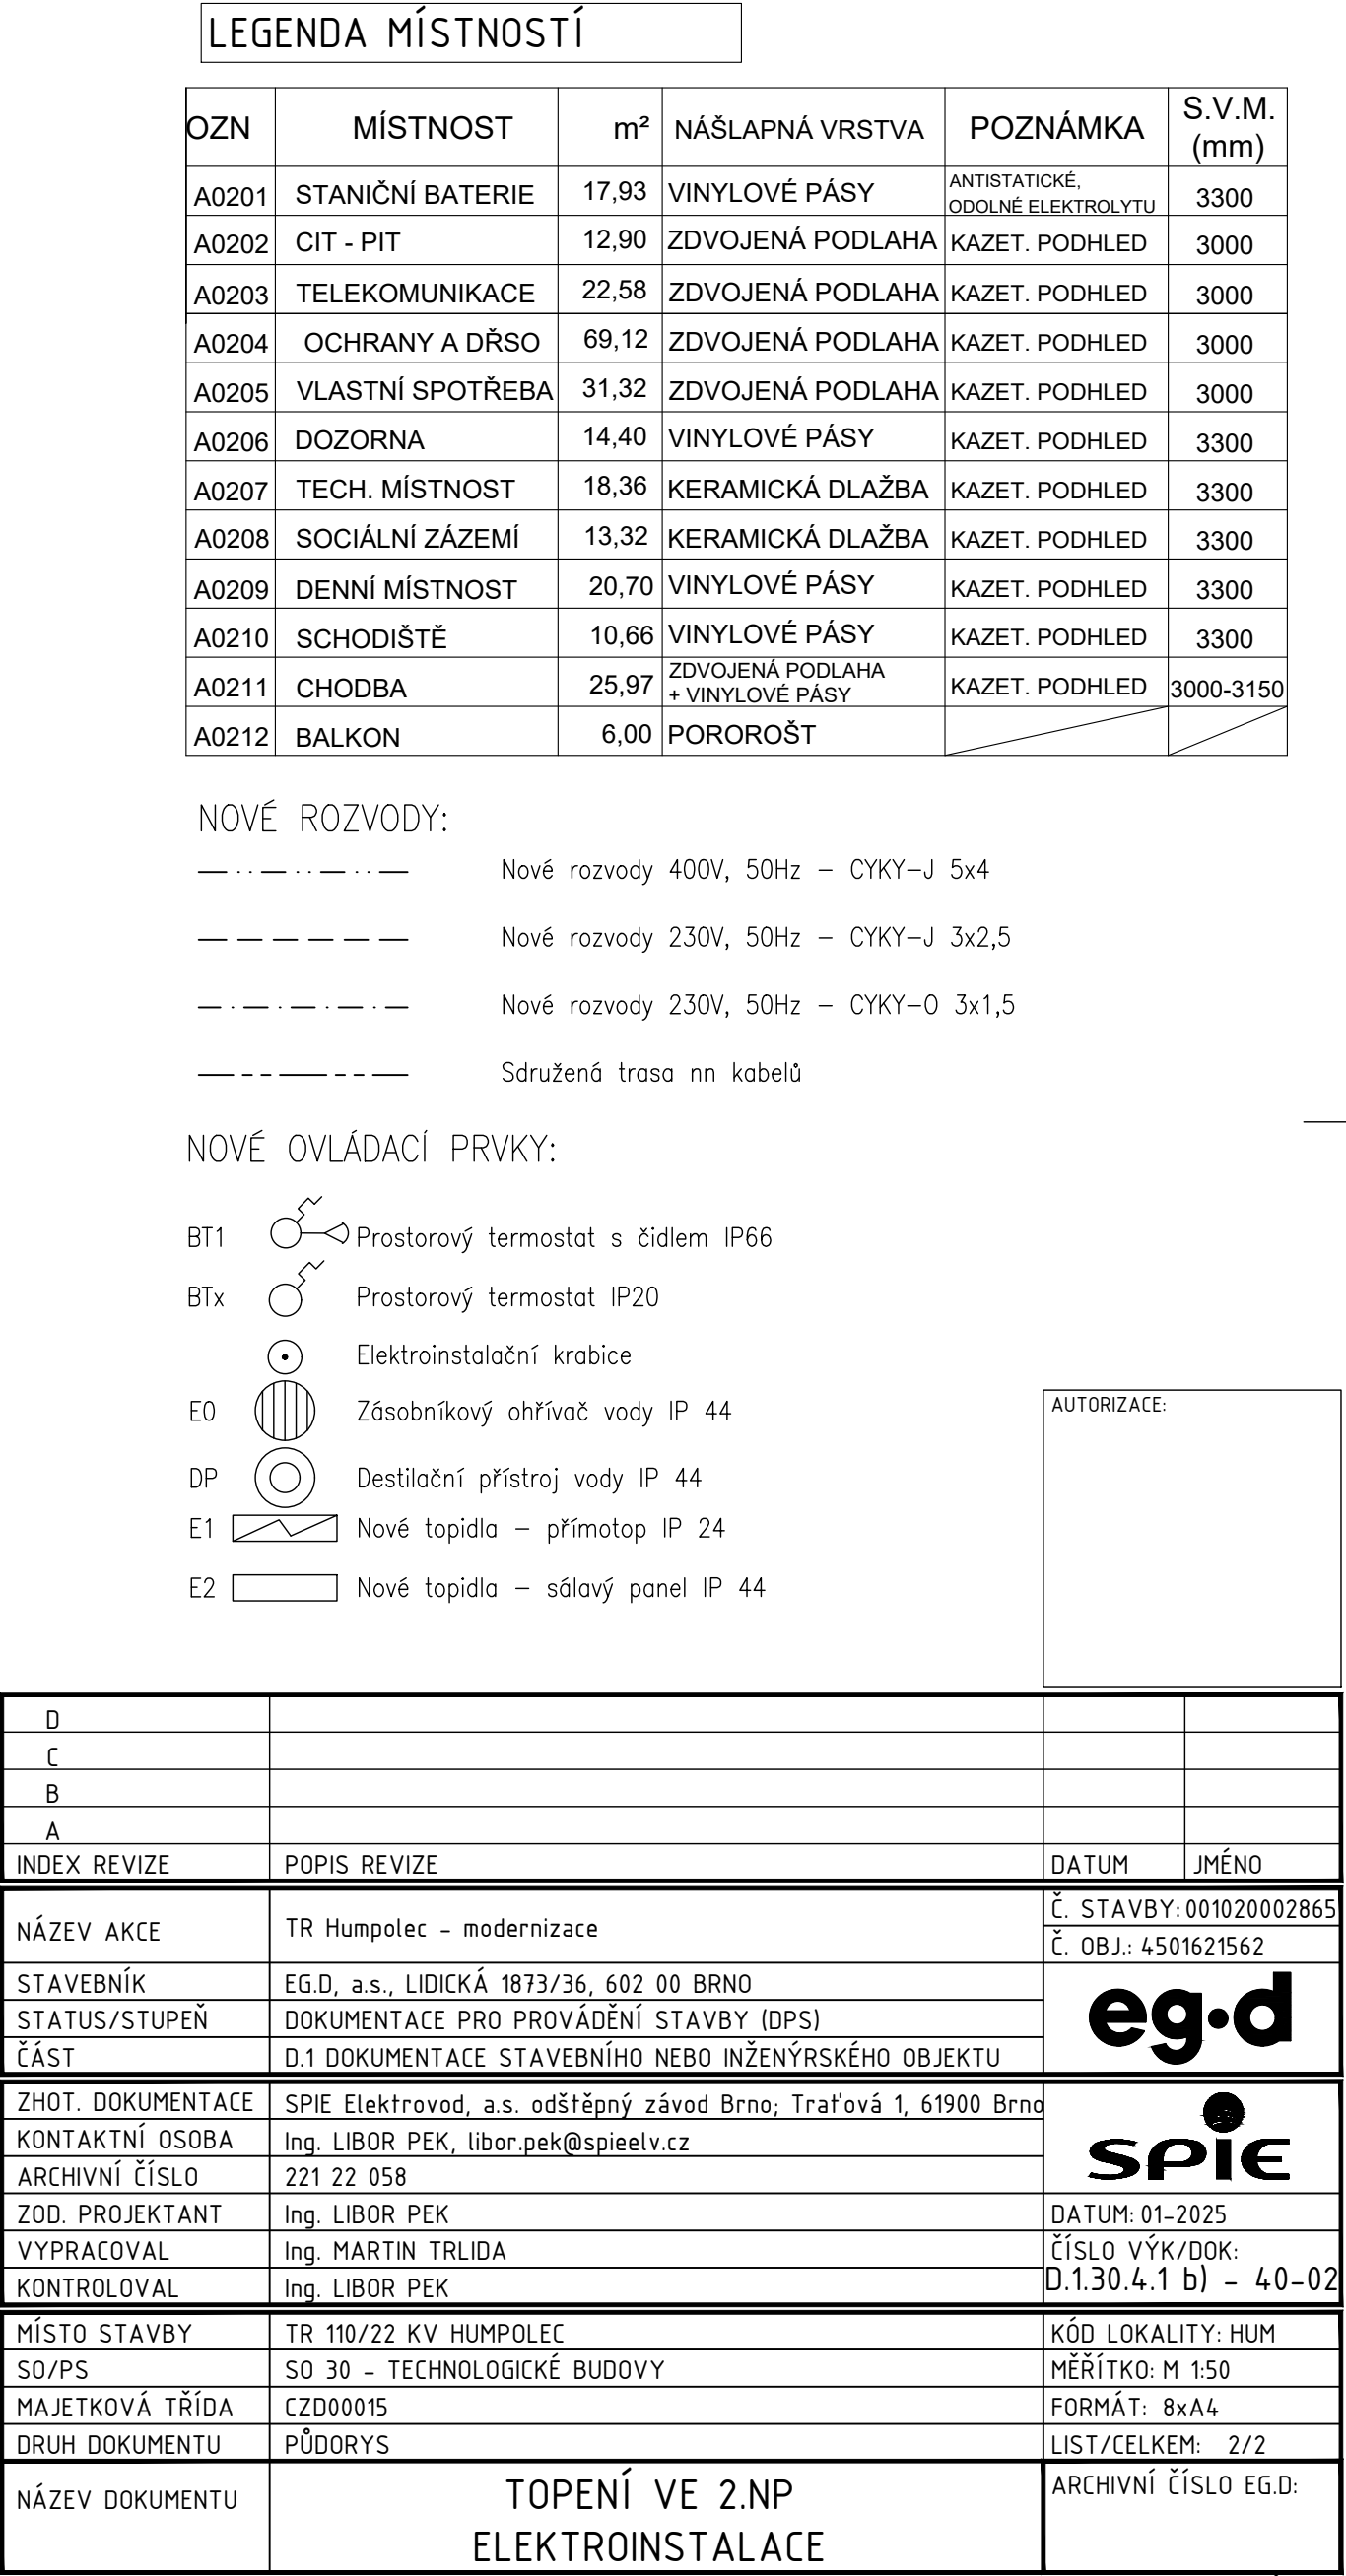 LEGENDA MÍSTNOSTÍ
OZN MÍSTNOST m² NÁŠLAPNÁ VRSTVA POZNÁMKA S.V.M. (mm)
A0201 STANIČNÍ BATERIE 17,93 VINYLOVÉ PÁSY ANTISTATICKÉ, ODOLNÉ ELEKTROLYTU 3300
A0202 CIT - PIT 12,90 ZDVOJENÁ PODLAHA KAZET. PODHLED 3000
A0203 TELEKOMUNIKACE 22,58 ZDVOJENÁ PODLAHA KAZET. PODHLED 3000
A0204 OCHRANY A DŘSO 69,12 ZDVOJENÁ PODLAHA KAZET. PODHLED 3000
A0205 VLASTNÍ SPOTŘEBA 31,32 ZDVOJENÁ PODLAHA KAZET. PODHLED 3000
A0206 DOZORNA 14,40 VINYLOVÉ PÁSY KAZET. PODHLED 3300
A0207 TECH. MÍSTNOST 18,36 KERAMICKÁ DLAŽBA KAZET. PODHLED 3300
A0208 SOCIÁLNÍ ZÁZEMÍ 13,32 KERAMICKÁ DLAŽBA KAZET. PODHLED 3300
A0209 DENNÍ MÍSTNOST 20,70 VINYLOVÉ PÁSY KAZET. PODHLED 3300
A0210 SCHODIŠTĚ 10,66 VINYLOVÉ PÁSY KAZET. PODHLED 3300
A0211 CHODBA 25,97 ZDVOJENÁ PODLAHA + VINYLOVÉ PÁSY KAZET. PODHLED 3000-3150
A0212 BALKON 6,00 POROROŠT
NOVÉ ROZVODY:
Nové rozvody 400V, 50Hz – CYKY–J 5x4
Nové rozvody 230V, 50Hz – CYKY–J 3x2,5
Nové rozvody 230V, 50Hz – CYKY–O 3x1,5
Sdružená trasa nn kabelů
NOVÉ OVLÁDACÍ PRVKY:
BT1 Prostorový termostat s čidlem IP66
BTx Prostorový termostat IP20
Elektroinstalační krabice
E0 Zásobníkový ohřívač vody IP 44
DP Destilační přístroj vody IP 44
E1 Nové topidla – přímotop IP 24
E2 Nové topidla – sálavý panel IP 44
AUTORIZACE:
D
C
B
A
INDEX REVIZE POPIS REVIZE DATUM JMÉNO
NÁZEV AKCE TR Humpolec - modernizace Č. STAVBY: 001020002865
Č. OBJ.: 4501621562
STAVEBNÍK EG.D, a.s., LIDICKÁ 1873/36, 602 00 BRNO
eg·d
STATUS/STUPEŇ DOKUMENTACE PRO PROVÁDĚNÍ STAVBY (DPS)
ČÁST D.1 DOKUMENTACE STAVEBNÍHO NEBO INŽENÝRSKÉHO OBJEKTU
ZHOT. DOKUMENTACE SPIE Elektrovod, a.s. odštěpný závod Brno; Traťová 1, 61900 Brno
KONTAKTNÍ OSOBA Ing. LIBOR PEK, libor.pek@spieelv.cz
SPIE
ARCHIVNÍ ČÍSLO 221 22 058
ZOD. PROJEKTANT Ing. LIBOR PEK DATUM: 01-2025
VYPRACOVAL Ing. MARTIN TRLIDA ČÍSLO VÝK/DOK:
KONTROLOVAL Ing. LIBOR PEK D.1.30.4.1 b) - 40-02
MÍSTO STAVBY TR 110/22 KV HUMPOLEC KÓD LOKALITY: HUM
SO/PS SO 30 - TECHNOLOGICKÉ BUDOVY MĚŘÍTKO: M 1:50
MAJETKOVÁ TŘÍDA CZD00015 FORMÁT: 8xA4
DRUH DOKUMENTU PŮDORYS LIST/CELKEM: 2/2
NÁZEV DOKUMENTU TOPENÍ VE 2.NP ARCHIVNÍ ČÍSLO EG.D:
ELEKTROINSTALACE